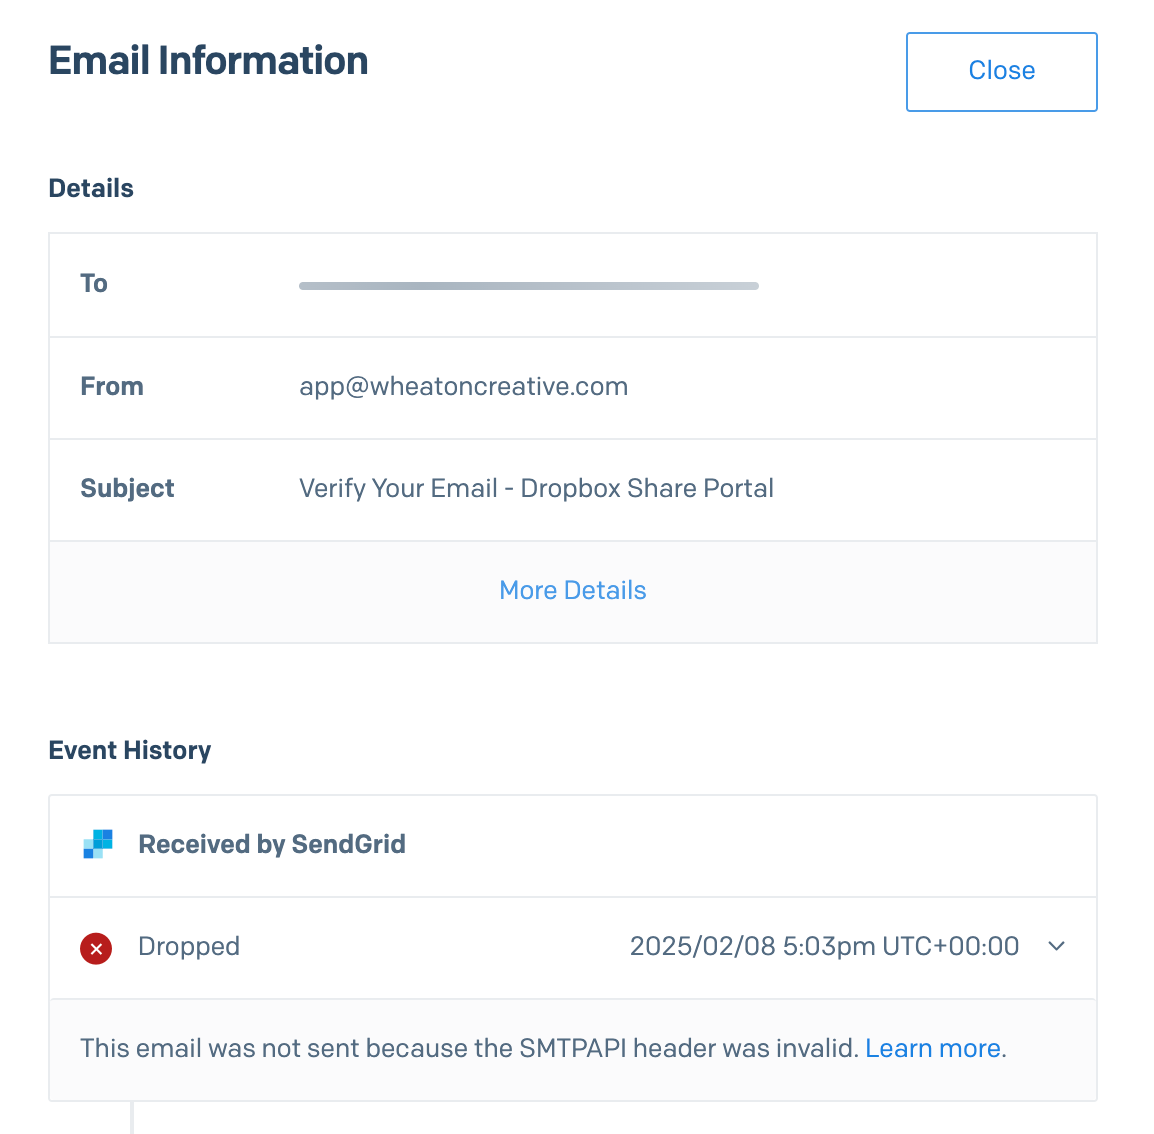 Email Information
Close
Details
To
From app@wheatoncreative.com
Subject Verify Your Email - Dropbox Share Portal
More Details
Event History
Received by SendGrid
Dropped 2025/02/08 5:03pm UTC+00:00
This email was not sent because the SMTPAPI header was invalid. Learn more.